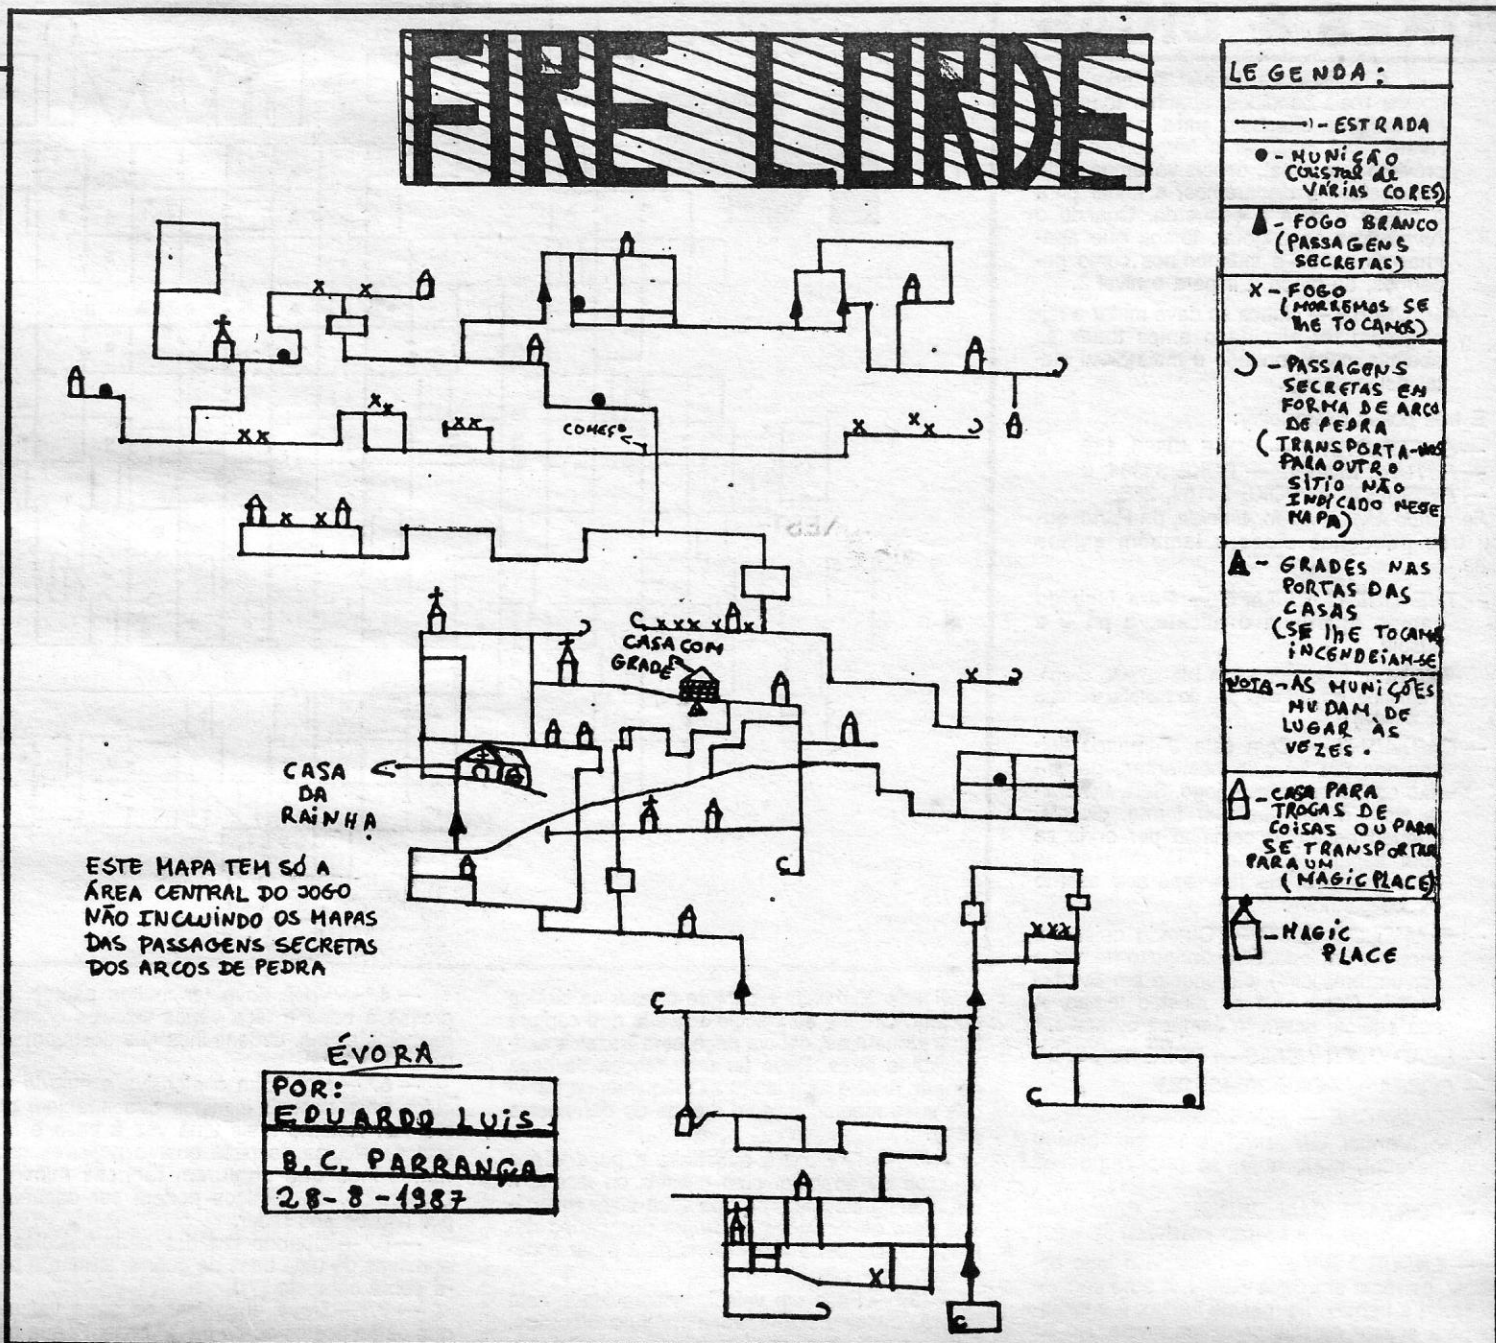 FIRE LORDE
LEGENDA:
- ESTRADA
- MUNIÇÃO
(CRISTAL de
VÁRIAS CORES)
- FOGO BRANCO
(PASSAGENS
SECRETAS)
X - FOGO
(MORREMOS SE
lHE TOCAMOS)
- PASSAGENS
SECRETAS EM
FORMA DE ARCO
DE PEDRA
(TRANSPORTA-NOS
PARA OUTRO
SÍTIO NÃO
INDICADO NESE
MAPA)
- GRADES NAS
PORTAS DAS
CASAS
(SE lHE TOCAMOS
INCENDEIAM-SE
NOTA - AS MUNIÇÕES
MUDAM DE
LUGAR ÀS
VEZES.
- CASA PARA
TROCAS DE
COISAS OU PARA
SE TRANSPORTAR
PARA UM
(MAGIC PLACE)
- MAGIC
PLACE
COMEÇO
CASA COM
GRADE
CASA
DA
RAINHA
ESTE MAPA TEM SÓ A
ÁREA CENTRAL DO JOGO
NÃO INCLUINDO OS MAPAS
DAS PASSAGENS SECRETAS
DOS ARCOS DE PEDRA
ÉVORA
POR:
EDUARDO LUIS
B.C. PARRANÇA
28-8-1987